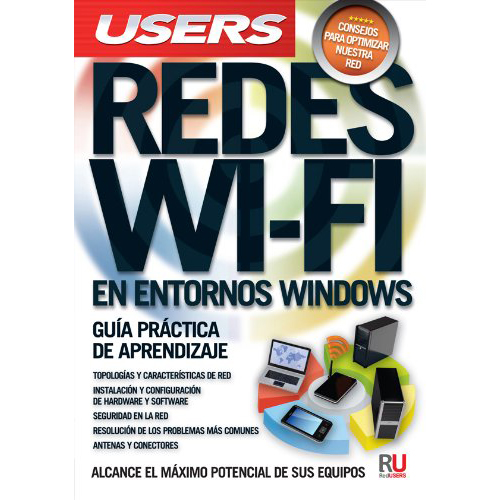 USERS
★★★★★
CONSEJOS
PARA OPTIMIZAR
NUESTRA
RED
REDES
WI-FI
EN ENTORNOS WINDOWS
GUÍA PRÁCTICA
DE APRENDIZAJE
TOPOLOGÍAS Y CARACTERÍSTICAS DE RED
INSTALACIÓN Y CONFIGURACIÓN
DE HARDWARE Y SOFTWARE
SEGURIDAD EN LA RED
RESOLUCIÓN DE LOS PROBLEMAS MÁS COMUNES
ANTENAS Y CONECTORES
ALCANCE EL MÁXIMO POTENCIAL DE SUS EQUIPOS
RU
RedUSERS